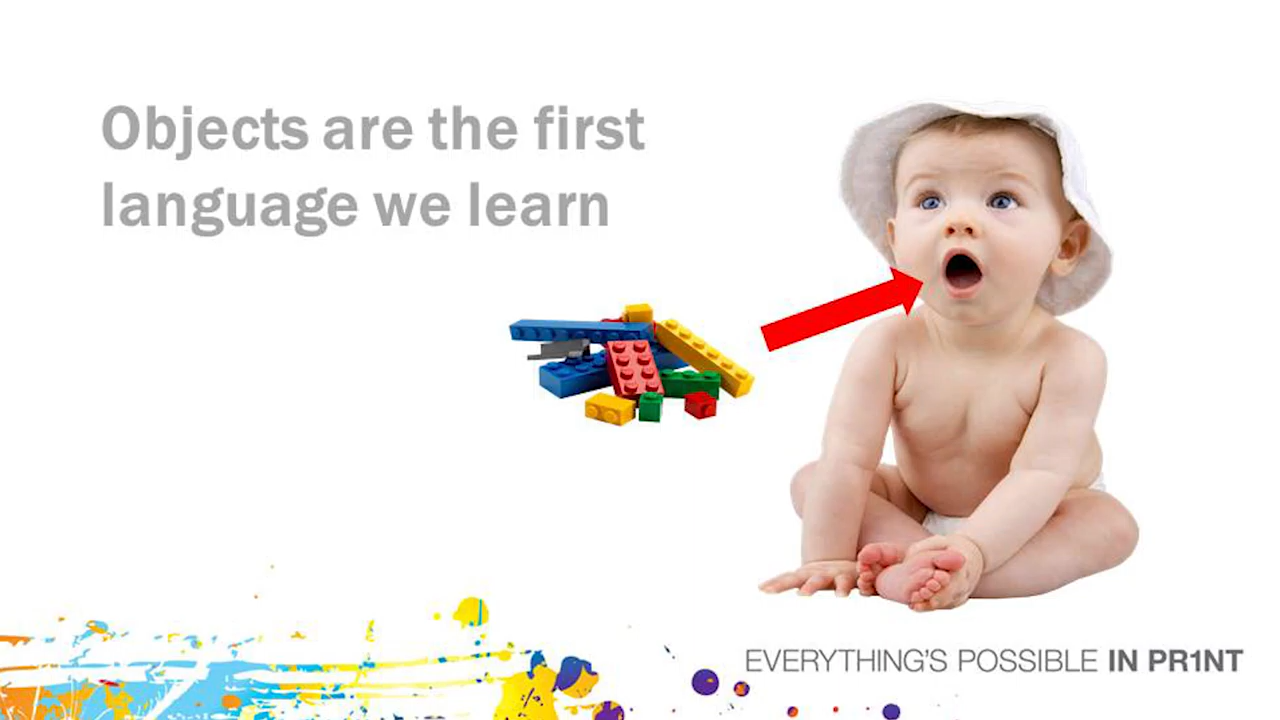 Objects are the first
language we learn
EVERYTHING'S POSSIBLE IN PR1NT